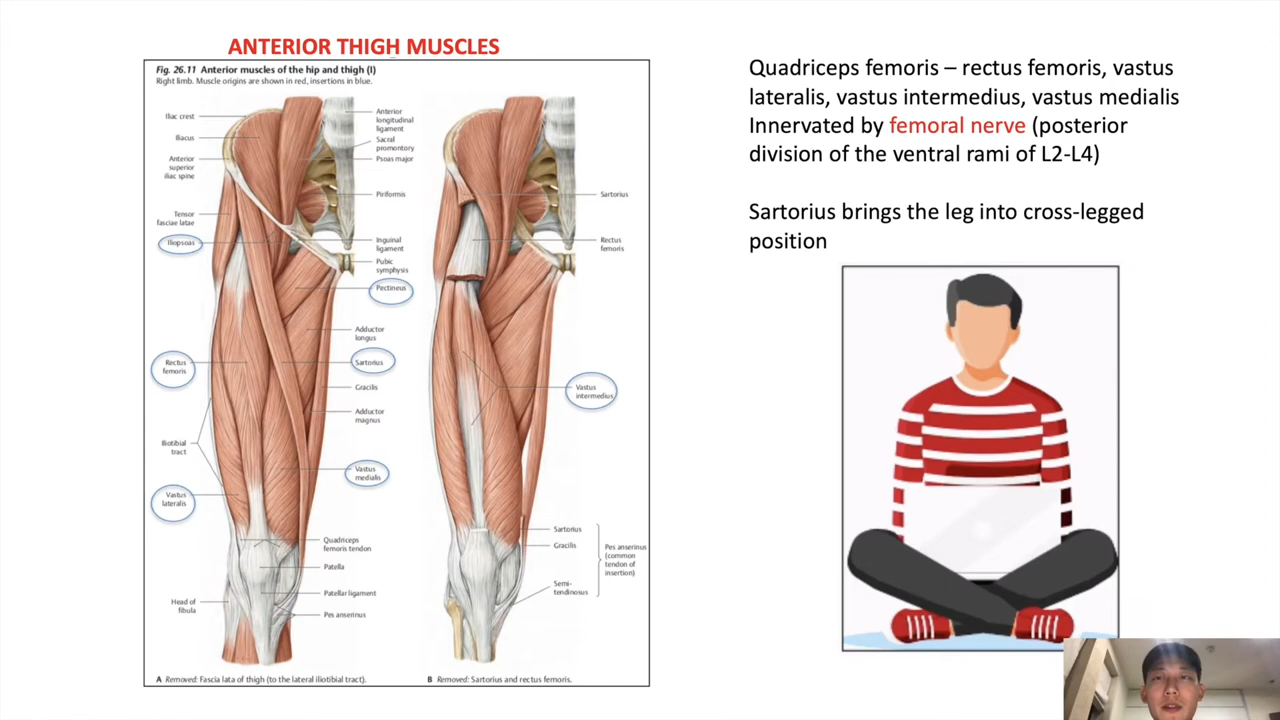 ANTERIOR THIGH MUSCLES
Fig. 26.11 Anterior muscles of the hip and thigh (I)
Right limb. Muscle origins are shown in red, insertions in blue.
Iliac crest
Iliacus
Anterior
superior
iliac spine
Tensor
fasciae latae
Iliopsoas
Rectus
femoris
Iliotibial
tract
Vastus
lateralis
Head of
fibula
Anterior
longitudinal
ligament
Sacral
promontory
Psoas major
Piriformis
Inguinal
ligament
Pubic
symphysis
Pectineus
Adductor
longus
Sartorius
Gracilis
Adductor
magnus
Vastus
medialis
Quadriceps
femoris tendon
Patella
Patellar ligament
Pes anserinus
A Removed: Fascia lata of thigh (to the lateral iliotibial tract).
Sartorius
Rectus
femoris
Vastus
intermedius
Sartorius
Gracilis
Semi-
tendinosus
Pes anserinus
(common
tendon of
insertion)
B Removed: Sartorius and rectus femoris.
Quadriceps femoris – rectus femoris, vastus
lateralis, vastus intermedius, vastus medialis
Innervated by femoral nerve (posterior
division of the ventral rami of L2-L4)
Sartorius brings the leg into cross-legged
position